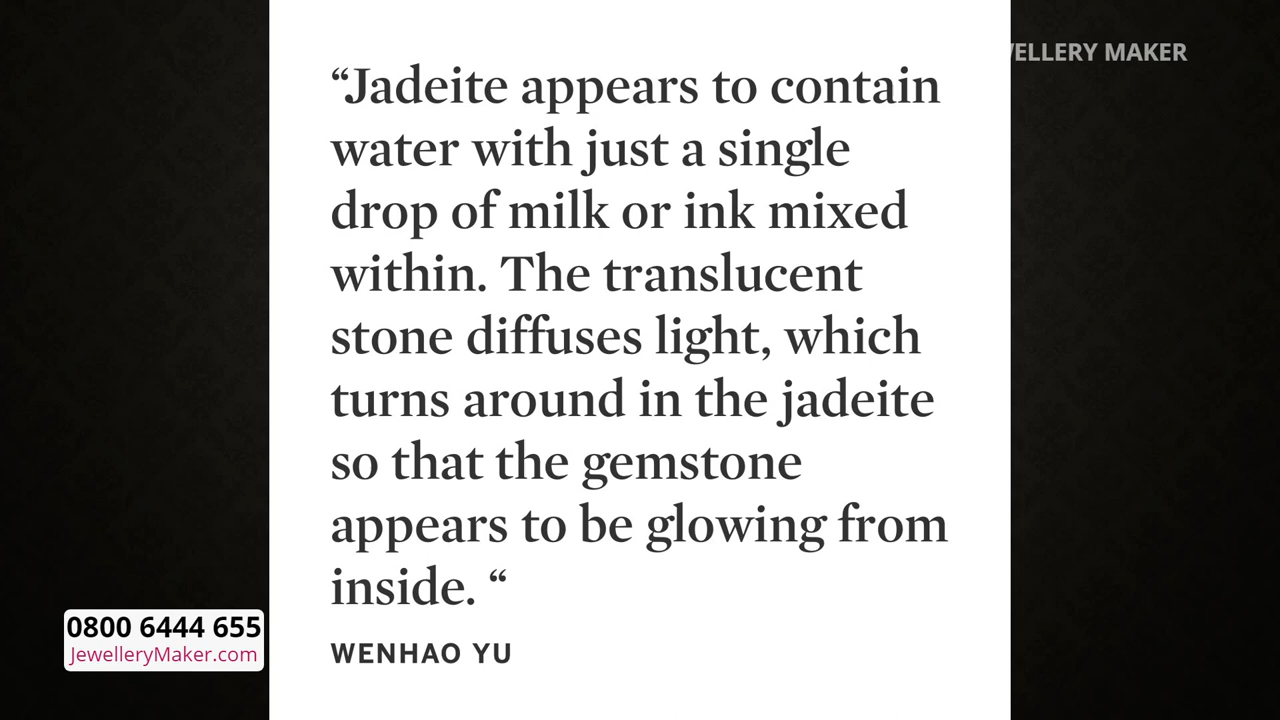 WELLERY MAKER
“Jadeite appears to contain
water with just a single
drop of milk or ink mixed
within. The translucent
stone diffuses light, which
turns around in the jadeite
so that the gemstone
appears to be glowing from
inside. “
WENHAO YU
0800 6444 655
JewelleryMaker.com